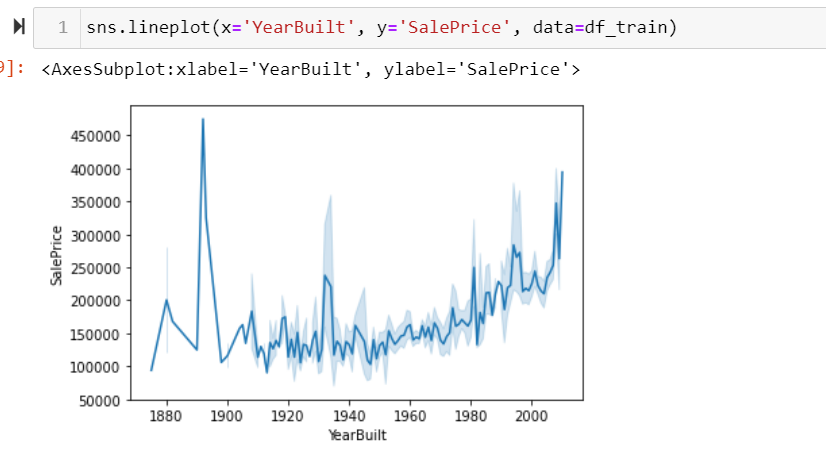 1 sns.lineplot(x='YearBuilt', y='SalePrice', data=df_train)
9]: <AxesSubplot:xlabel='YearBuilt', ylabel='SalePrice'>
450000
400000
350000
300000
250000
200000
150000
100000
50000
SalePrice
1880 1900 1920 1940 1960 1980 2000
YearBuilt